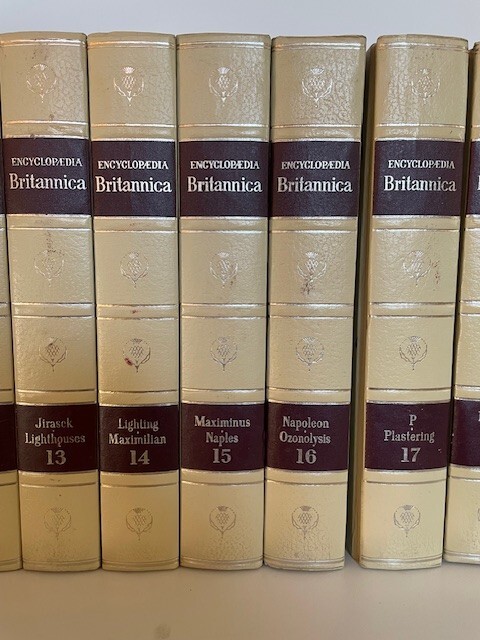 ENCYCLOPÆDIA
Britannica
Jirasek
Lighthouses
13
ENCYCLOPÆDIA
Britannica
Lighting
Maximilian
14
ENCYCLOPÆDIA
Britannica
Maximinus
Naples
15
ENCYCLOPÆDIA
Britannica
Napoleon
Ozonolysis
16
ENCYCLOPÆDIA
Britannica
P
Plastering
17